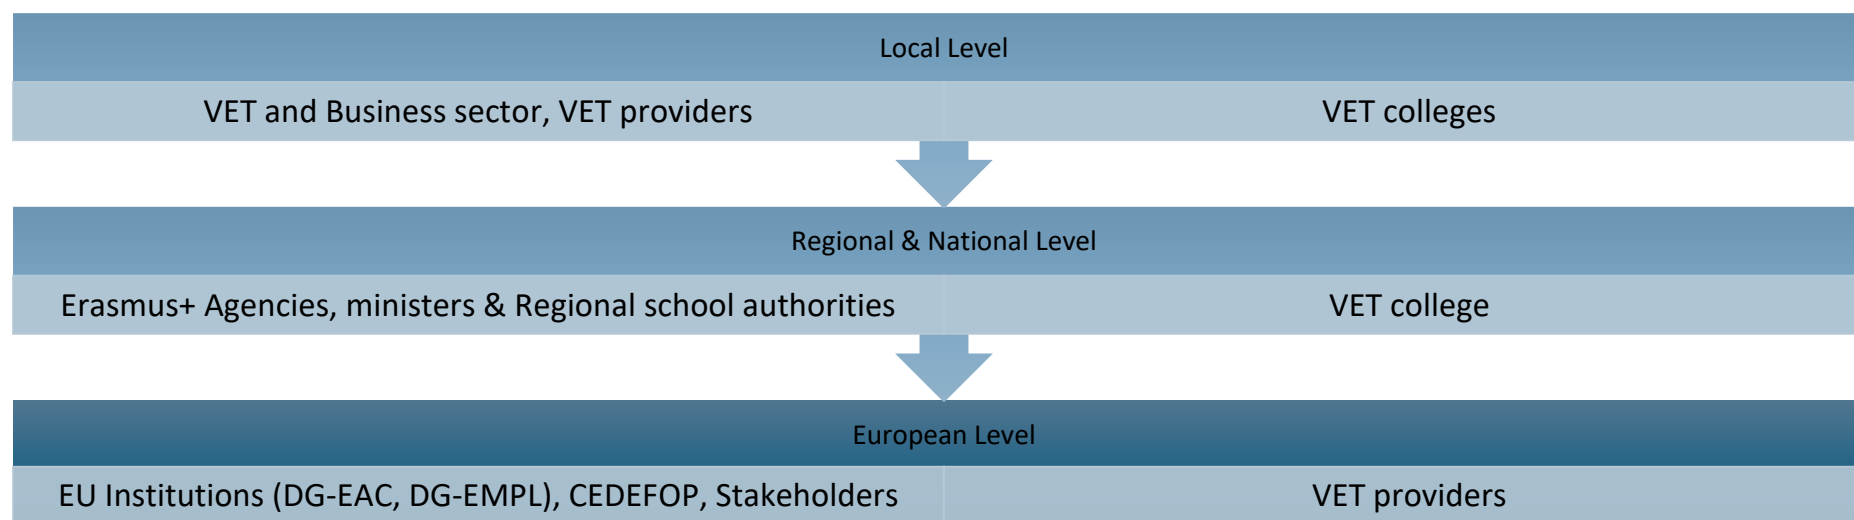 Local Level
VET and Business sector, VET providers
VET colleges
Regional & National Level
Erasmus+ Agencies, ministers & Regional school authorities
VET college
European Level
EU Institutions (DG-EAC, DG-EMPL), CEDEFOP, Stakeholders
VET providers